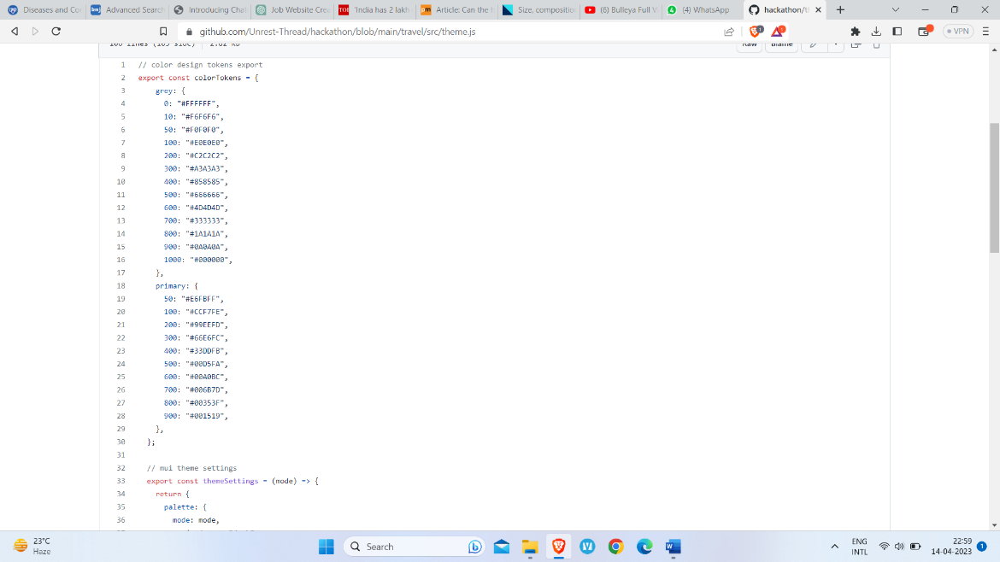 Diseases and Co
Advanced Search
Introducing Chat
Job Website Crea
"India has 2 lakh
Article: Can the
Size, compositio
(6) Bulleya Full V
(4) WhatsApp
hackathon/t
github.com/Unrest-Thread/hackathon/blob/main/travel/src/theme.js
VPN
Raw
Blame
1 // color design tokens export
2 export const colorTokens = {
3 grey: {
4 0: "#FFFFFF",
5 10: "#F6F6F6",
6 50: "#F0F0F0",
7 100: "#E0E0E0",
8 200: "#C2C2C2",
9 300: "#A3A3A3",
10 400: "#858585",
11 500: "#666666",
12 600: "#4D4D4D",
13 700: "#333333",
14 800: "#1A1A1A",
15 900: "#0A0A0A",
16 1000: "#000000",
17 },
18 primary: {
19 50: "#E6FBFF",
20 100: "#CCF7FE",
21 200: "#99EEFD",
22 300: "#66E6FC",
23 400: "#33DDFB",
24 500: "#00D5FA",
25 600: "#00A0BC",
26 700: "#006B7D",
27 800: "#00353F",
28 900: "#001519",
29 },
30 };
31
32 // mui theme settings
33 export const themeSettings = (mode) => {
34 return {
35 palette: {
36 mode: mode,
23°C
Haze
Search
ENG
INTL
22:59
14-04-2023
1